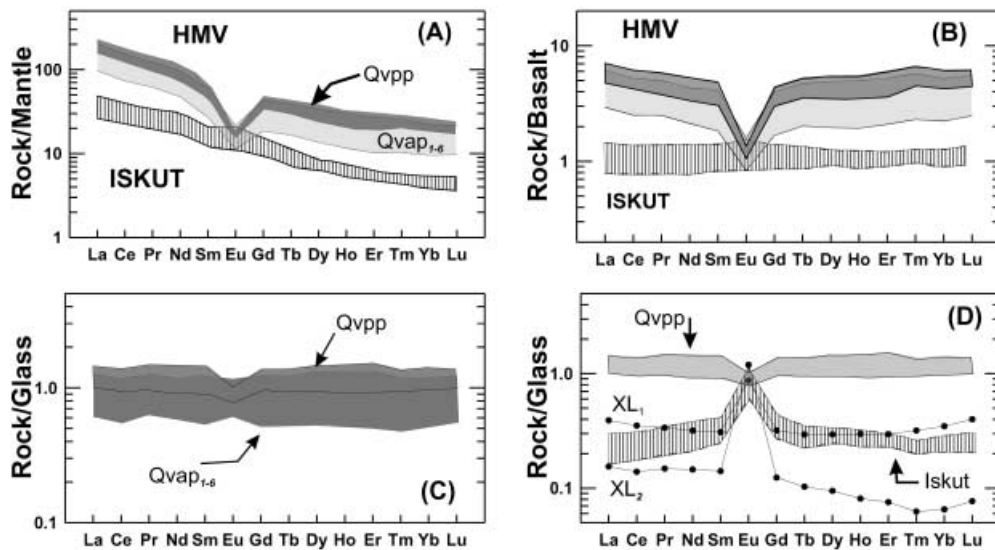 HMV
(A)
Qvpp
Qvap1-6
ISKUT
Rock/Mantle
100
10
1
La Ce Pr Nd Sm Eu Gd Tb Dy Ho Er Tm Yb Lu
HMV
(B)
ISKUT
Rock/Basalt
10
1
La Ce Pr Nd Sm Eu Gd Tb Dy Ho Er Tm Yb Lu
Qvpp
Qvap1-6
(C)
Rock/Glass
1.0
0.1
La Ce Pr Nd Sm Eu Gd Tb Dy Ho Er Tm Yb Lu
Qvpp
(D)
XL1
XL2
Iskut
Rock/Glass
1.0
0.1
La Ce Pr Nd Sm Eu Gd Tb Dy Ho Er Tm Yb Lu